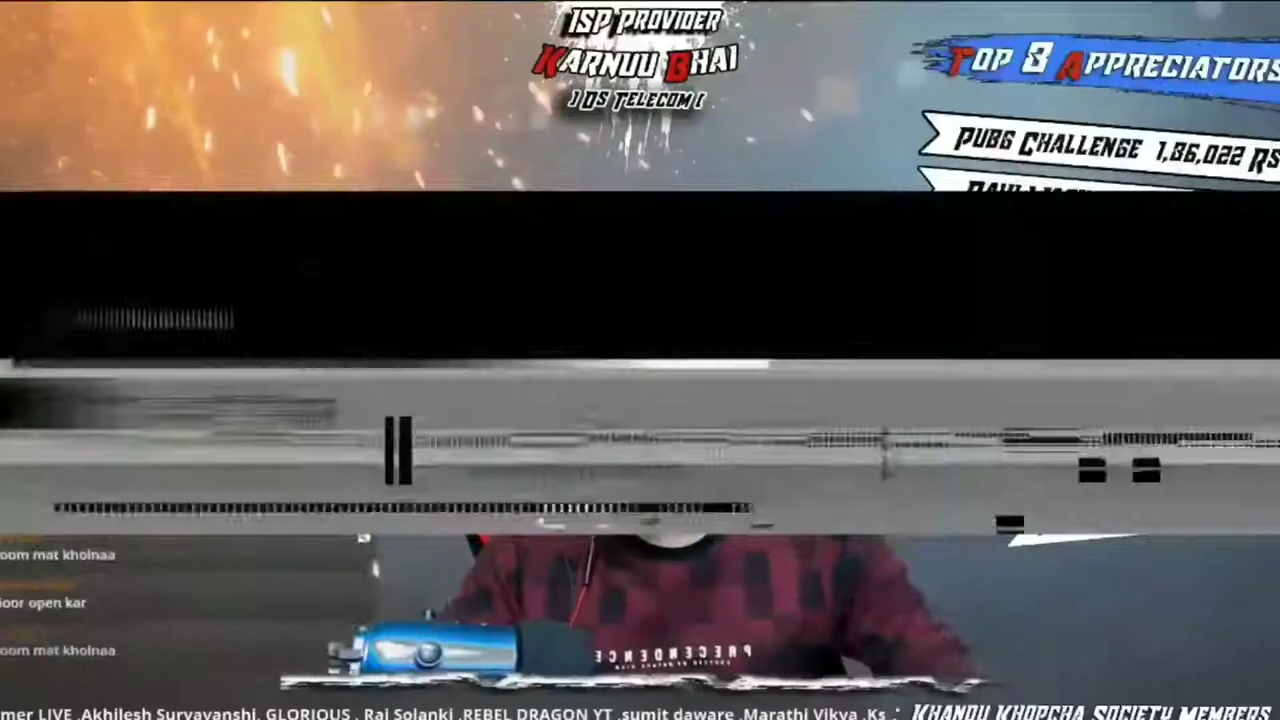 ISP PROVIDER
KARNUU BHAI
] DS TELECOM [
TOP 8 APPRECIATORS
PUBG CHALLENGE 1,86,022 RS
oom mat kholnaa
oor open kar
oom mat kholnaa
PRECENDENCE
mer LIVE ,Akhilesh Suryavanshi, GLORIOUS , Raj Solanki ,REBEL DRAGON YT ,sumit daware ,Marathi Vikya ,Ks : KHANDU KHOPCHA SOCIETY MEMBERS